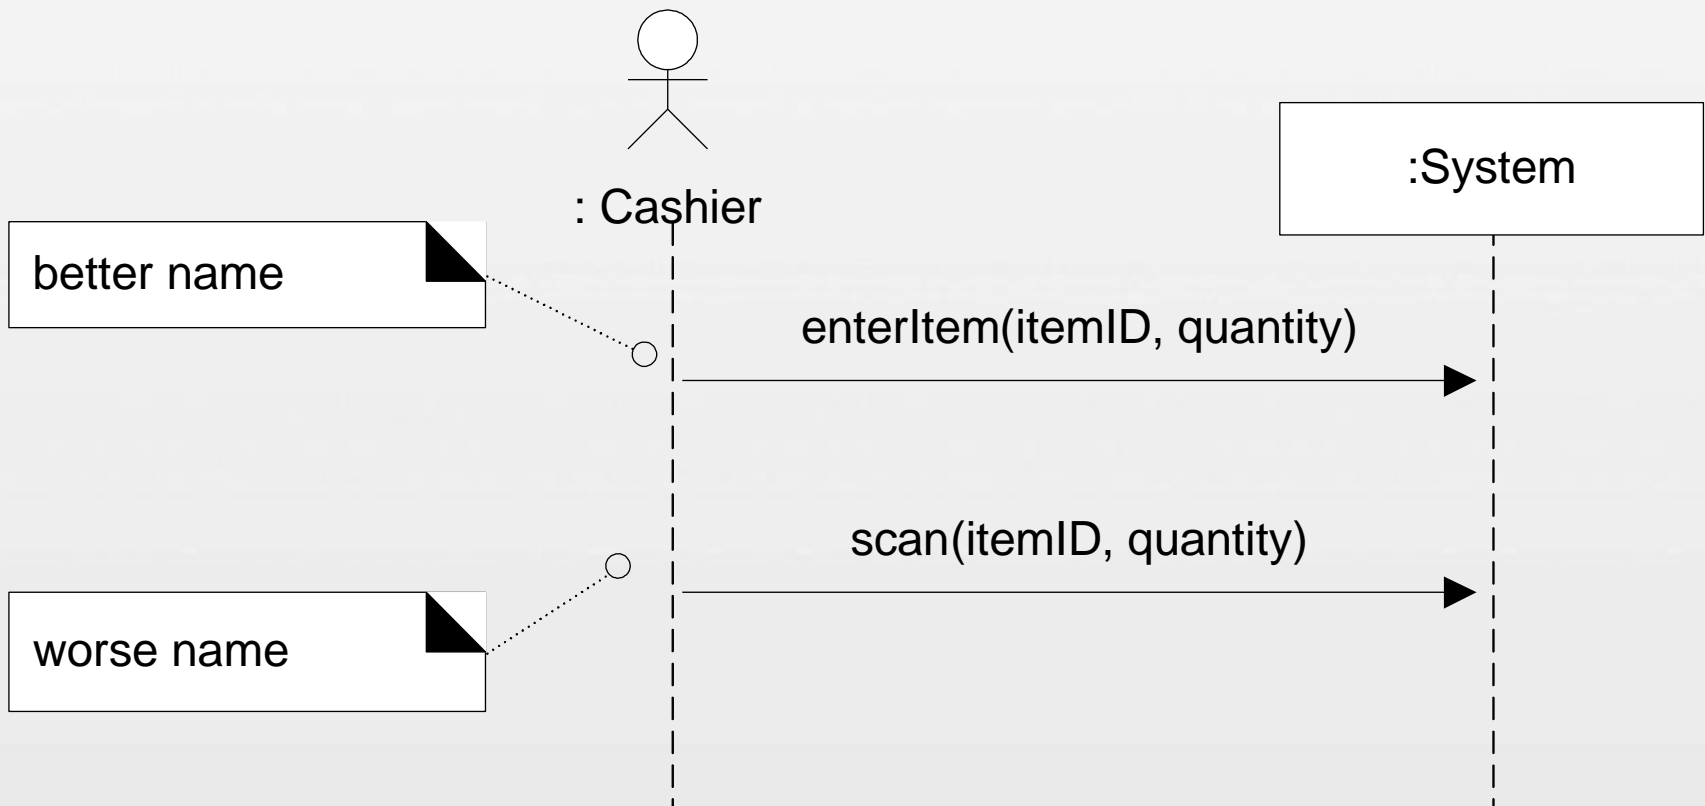 : Cashier
:System
better name
enterItem(itemID, quantity)
scan(itemID, quantity)
worse name